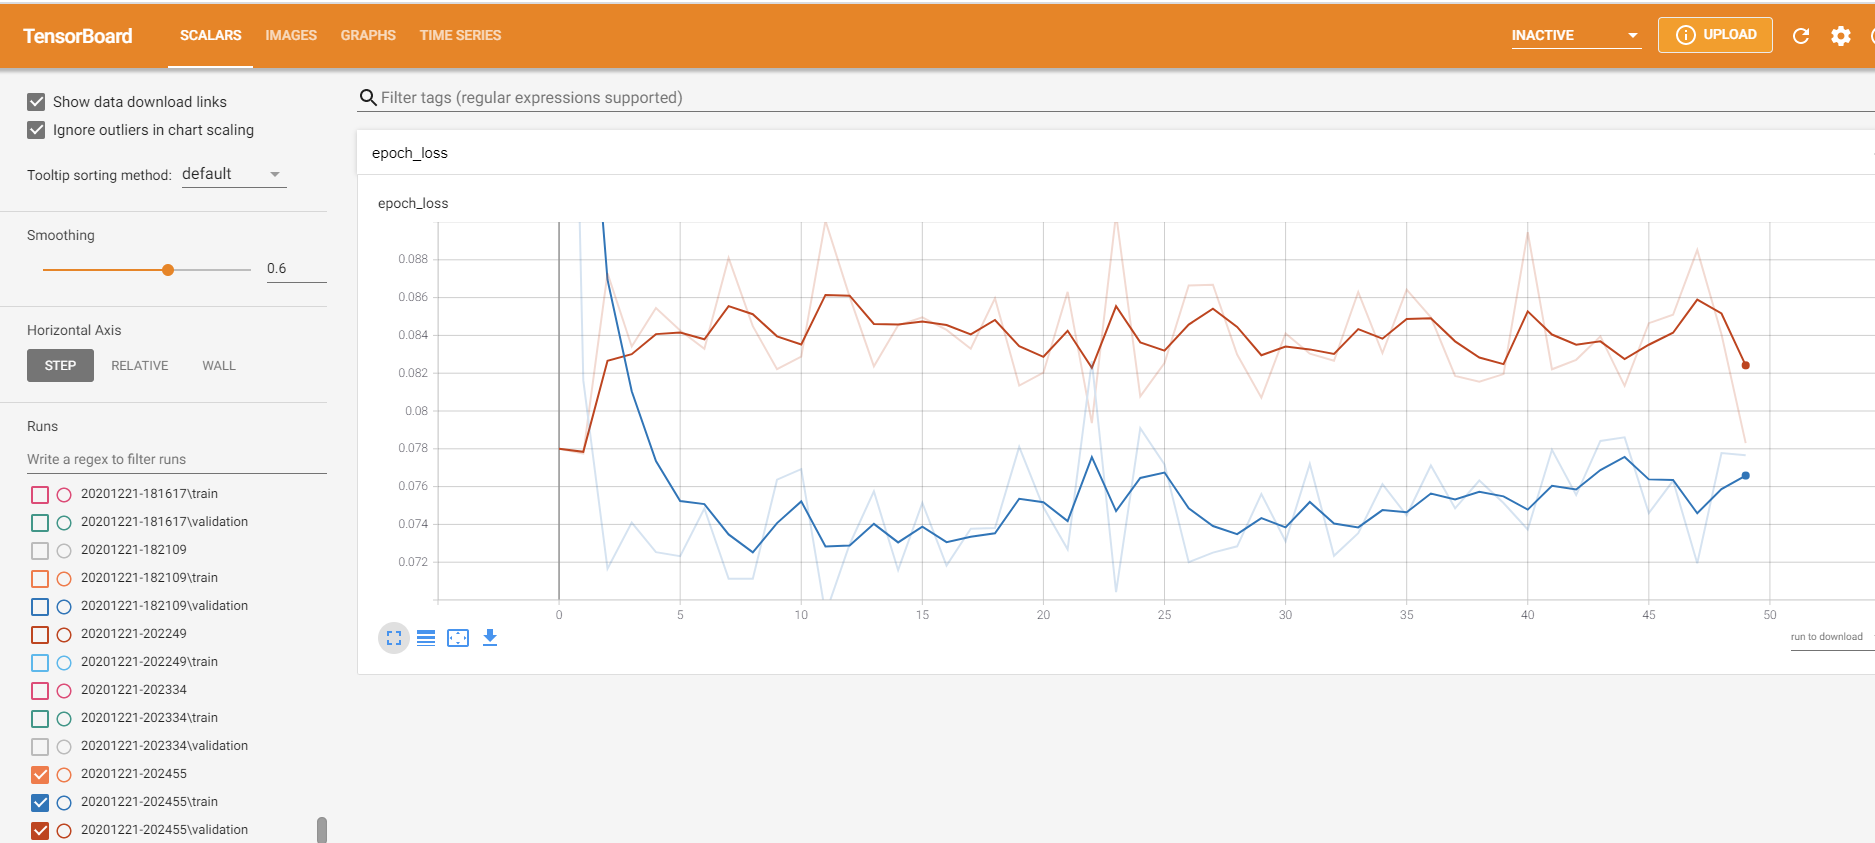 TensorBoard SCALARS IMAGES GRAPHS TIME SERIES INACTIVE UPLOAD
Show data download links
Ignore outliers in chart scaling
Tooltip sorting method: default
Smoothing
0.6
Horizontal Axis
STEP RELATIVE WALL
Runs
Write a regex to filter runs
20201221-181617\train
20201221-181617\validation
20201221-182109
20201221-182109\train
20201221-182109\validation
20201221-202249
20201221-202249\train
20201221-202334
20201221-202334\train
20201221-202334\validation
20201221-202455
20201221-202455\train
20201221-202455\validation
Filter tags (regular expressions supported)
epoch_loss
epoch_loss
0.088
0.086
0.084
0.082
0.08
0.078
0.076
0.074
0.072
0 5 10 15 20 25 30 35 40 45 50
run to download